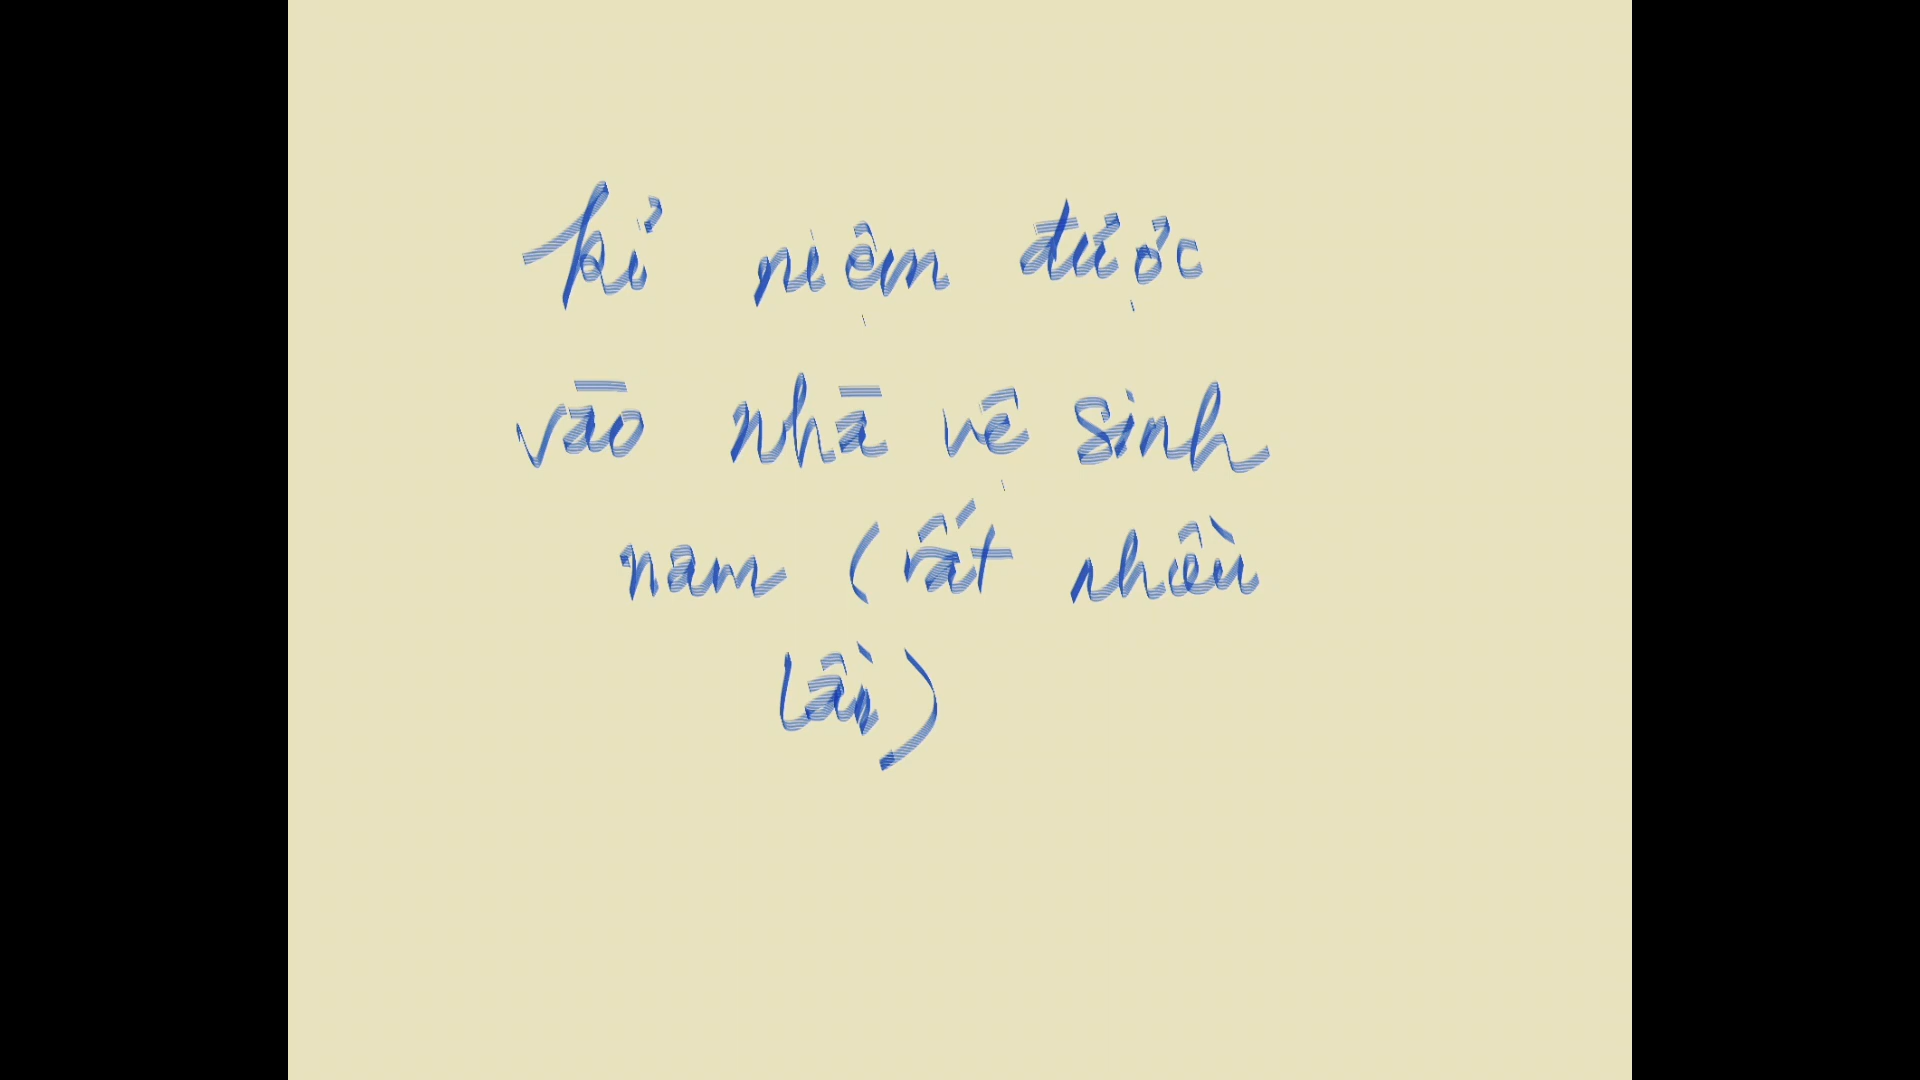 kỉ niệm được
vào nhà vệ sinh
nam (rất nhiều
lần)